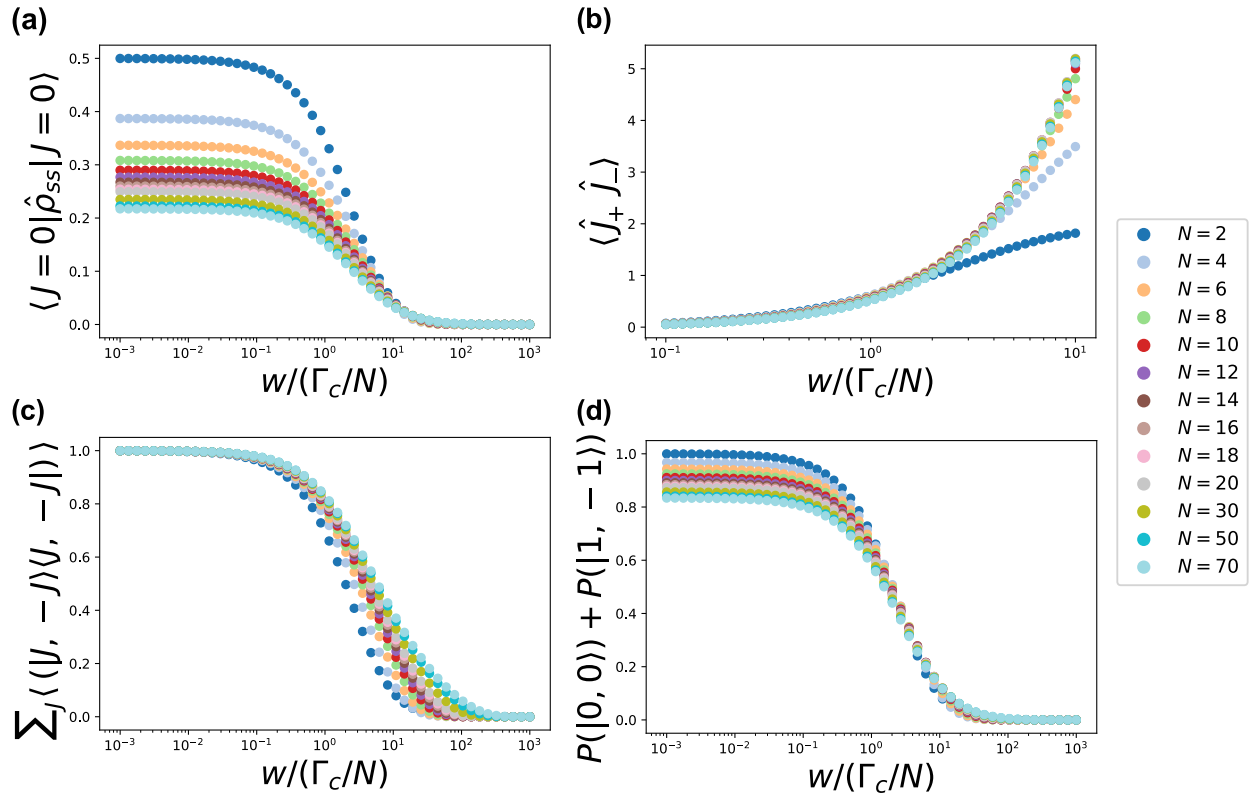 (a)
⟨J = 0|ρ̂ss|J = 0⟩
0.5
0.4
0.3
0.2
0.1
0.0
10⁻³ 10⁻² 10⁻¹ 10⁰ 10¹ 10² 10³
w/(Γc/N)
(b)
⟨Ĵ+ Ĵ−⟩
5
4
3
2
1
0
10⁻¹ 10⁰ 10¹
w/(Γc/N)
(c)
∑J⟨(|J, −J⟩⟨J, −J|)⟩
1.0
0.8
0.6
0.4
0.2
0.0
10⁻³ 10⁻² 10⁻¹ 10⁰ 10¹ 10² 10³
w/(Γc/N)
(d)
P(|0, 0⟩) + P(|1, −1⟩)
1.0
0.8
0.6
0.4
0.2
0.0
10⁻³ 10⁻² 10⁻¹ 10⁰ 10¹ 10² 10³
w/(Γc/N)
N = 2
N = 4
N = 6
N = 8
N = 10
N = 12
N = 14
N = 16
N = 18
N = 20
N = 30
N = 50
N = 70